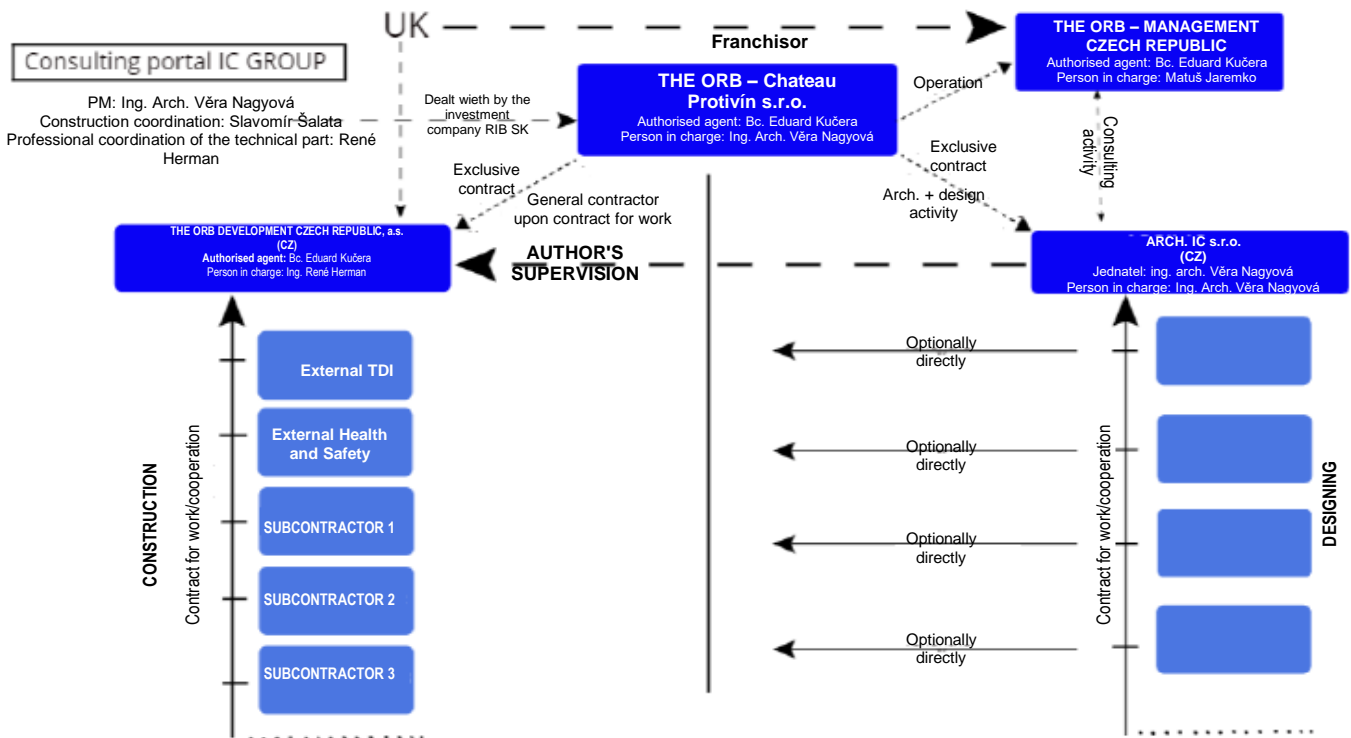 UK
Franchisor
THE ORB – MANAGEMENT
CZECH REPUBLIC
Authorised agent: Bc. Eduard Kučera
Person in charge: Matuš Jaremko
Consulting portal IC GROUP
PM: Ing. Arch. Věra Nagyová
Construction coordination: Slavomír Šalata
Professional coordination of the technical part: René
Herman
Dealt wieth by the
investment
company RIB SK
THE ORB – Chateau
Protivín s.r.o.
Authorised agent: Bc. Eduard Kučera
Person in charge: Ing. Arch. Věra Nagyová
Operation
Consulting
activity
Exclusive
contract
General contractor
upon contract for work
Exclusive
contract
Arch. + design
activity
THE ORB DEVELOPMENT CZECH REPUBLIC, a.s.
(CZ)
Authorised agent: Bc. Eduard Kučera
Person in charge: Ing. René Herman
AUTHOR'S
SUPERVISION
ARCH. IC s.r.o.
(CZ)
Jednatel: ing. arch. Věra Nagyová
Person in charge: Ing. Arch. Věra Nagyová
CONSTRUCTION
Contract for work/cooperation
External TDI
External Health
and Safety
SUBCONTRACTOR 1
SUBCONTRACTOR 2
SUBCONTRACTOR 3
Optionally
directly
Optionally
directly
Optionally
directly
Optionally
directly
Contract for work/cooperation
DESIGNING